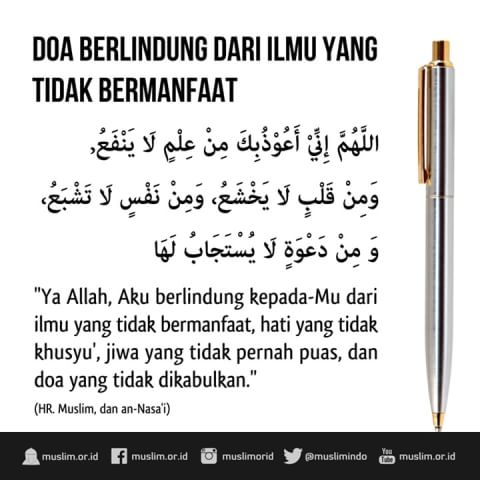 DOA BERLINDUNG DARI ILMU YANG
TIDAK BERMANFAAT
اللَّهُمَّ إِنِّيْ أَعُوْذُبِكَ مِنْ عِلْمٍ لَا يَنْفَعُ,
وَمِنْ قَلْبٍ لَا يَخْشَعُ، وَمِنْ نَفْسٍ لَا تَشْبَعُ،
وَ مِنْ دَعْوَةٍ لَا يُسْتَجَابُ لَهَا
"Ya Allah, Aku berlindung kepada-Mu dari
ilmu yang tidak bermanfaat, hati yang tidak
khusyu', jiwa yang tidak pernah puas, dan
doa yang tidak dikabulkan."
(HR. Muslim, dan an-Nasa'i)
muslim.or.id muslim.or.id muslimorid @muslimindo You Tube muslim.or.id